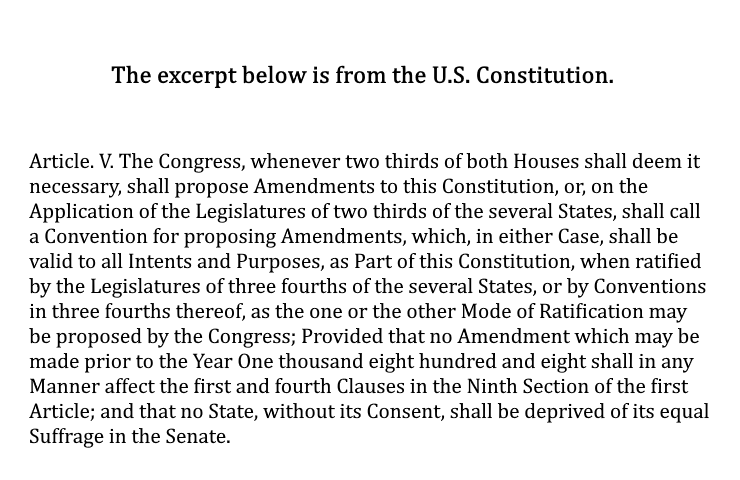 The excerpt below is from the U.S. Constitution.
Article. V. The Congress, whenever two thirds of both Houses shall deem it
necessary, shall propose Amendments to this Constitution, or, on the
Application of the Legislatures of two thirds of the several States, shall call
a Convention for proposing Amendments, which, in either Case, shall be
valid to all Intents and Purposes, as Part of this Constitution, when ratified
by the Legislatures of three fourths of the several States, or by Conventions
in three fourths thereof, as the one or the other Mode of Ratification may
be proposed by the Congress; Provided that no Amendment which may be
made prior to the Year One thousand eight hundred and eight shall in any
Manner affect the first and fourth Clauses in the Ninth Section of the first
Article; and that no State, without its Consent, shall be deprived of its equal
Suffrage in the Senate.